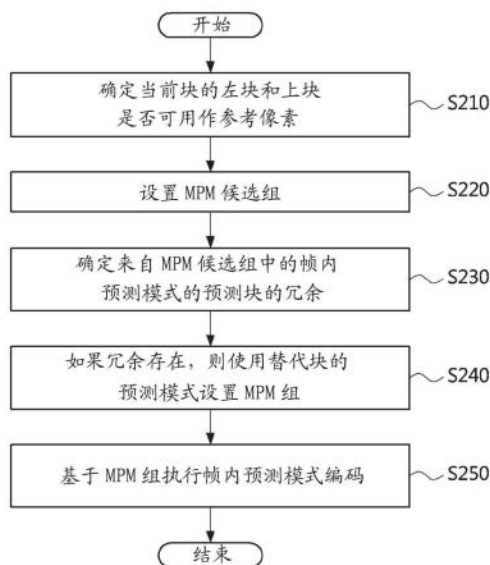 开始
确定当前块的左块和上块
是否可用作参考像素
S210
设置 MPM 候选组
S220
确定来自 MPM 候选组中的帧内
预测模式的预测块的冗余
S230
如果冗余存在，则使用替代块的
预测模式设置 MPM 组
S240
基于 MPM 组执行帧内预测模式编码
S250
结束